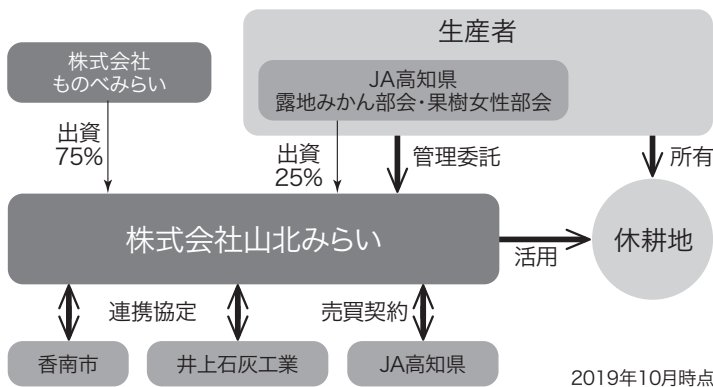 生産者
株式会社
ものべみらい
JA高知県
露地みかん部会・果樹女性部会
出資
75%
出資
25%
管理委託
所有
株式会社山北みらい
活用
休耕地
連携協定
売買契約
香南市
井上石灰工業
JA高知県
2019年10月時点